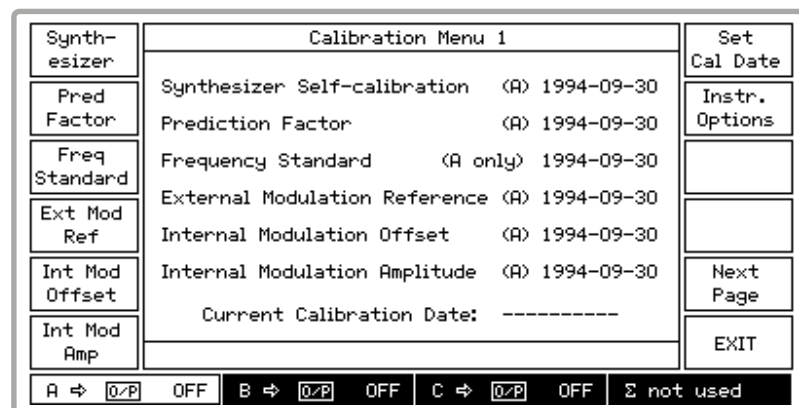 Synth-
esizer
Pred
Factor
Freq
Standard
Ext Mod
Ref
Int Mod
Offset
Int Mod
Amp
Calibration Menu 1
Synthesizer Self-calibration (A) 1994-09-30
Prediction Factor (A) 1994-09-30
Frequency Standard (A only) 1994-09-30
External Modulation Reference (A) 1994-09-30
Internal Modulation Offset (A) 1994-09-30
Internal Modulation Amplitude (A) 1994-09-30
Current Calibration Date: ----------
Set
Cal Date
Instr.
Options
Next
Page
EXIT
A ⇨ O/P OFF B ⇨ O/P OFF C ⇨ O/P OFF Σ not used